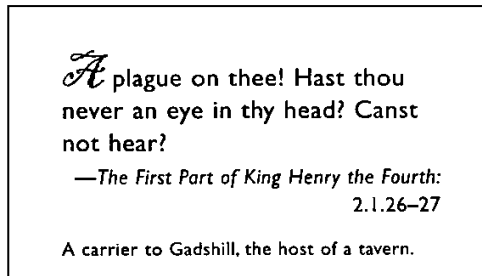 A plague on thee! Hast thou
never an eye in thy head? Canst
not hear?
—The First Part of King Henry the Fourth:
2.1.26–27
A carrier to Gadshill, the host of a tavern.